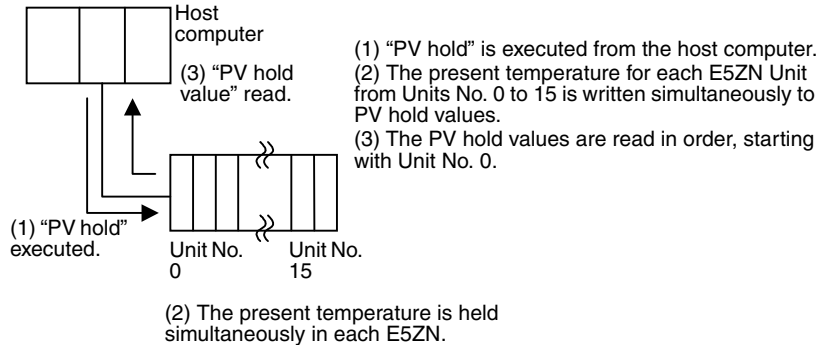 Host
computer
(3) “PV hold
value” read.
(1) “PV hold”
executed.
Unit No.
0
Unit No.
15
(2) The present temperature is held
simultaneously in each E5ZN.
(1) “PV hold” is executed from the host computer.
(2) The present temperature for each E5ZN Unit
from Units No. 0 to 15 is written simultaneously to
PV hold values.
(3) The PV hold values are read in order, starting
with Unit No. 0.